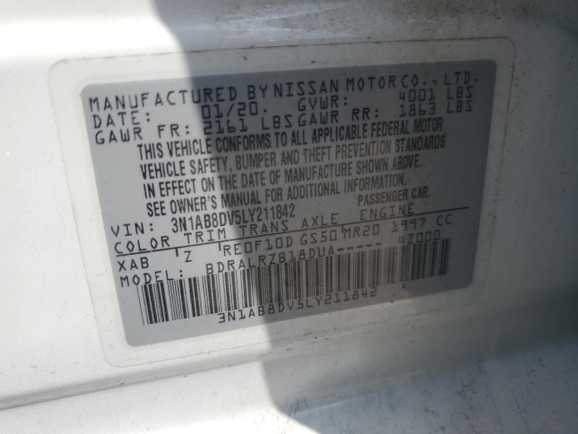 MANUFACTURED BY NISSAN MOTOR CO., LTD.
DATE: 01/20. GVWR: 4001 LBS
GAWR FR: 2161 LBS GAWR RR: 1863 LBS
THIS VEHICLE CONFORMS TO ALL APPLICABLE FEDERAL MOTOR
VEHICLE SAFETY, BUMPER AND THEFT PREVENTION STANDARDS
IN EFFECT ON THE DATE OF MANUFACTURE SHOWN ABOVE.
SEE OWNER'S MANUAL FOR ADDITIONAL INFORMATION.
VIN: 3N1AB8DV5LY211842 PASSENGER CAR.
COLOR TRIM TRANS AXLE ENGINE
XAB Z RE0F10D GS50 MR20 1997 CC
MODEL: BDRALRZB18DUA-----
3N1AB8DV5LY211842